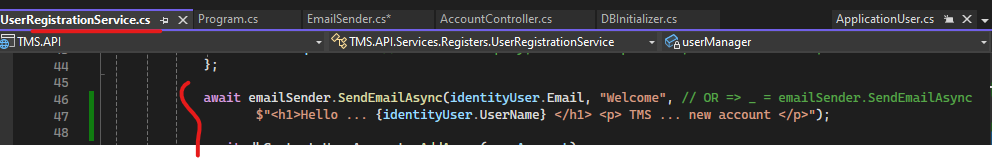 UserRegistrationService.cs Program.cs EmailSender.cs* AccountController.cs DBInitializer.cs ApplicationUser.cs
TMS.API TMS.API.Services.Registers.UserRegistrationService userManager
44 };
45
46 await emailSender.SendEmailAsync(identityUser.Email, "Welcome", // OR => _ = emailSender.SendEmailAsync
47 $"<h1>Hello ... {identityUser.UserName} </h1> <p> TMS ... new account </p>");
48